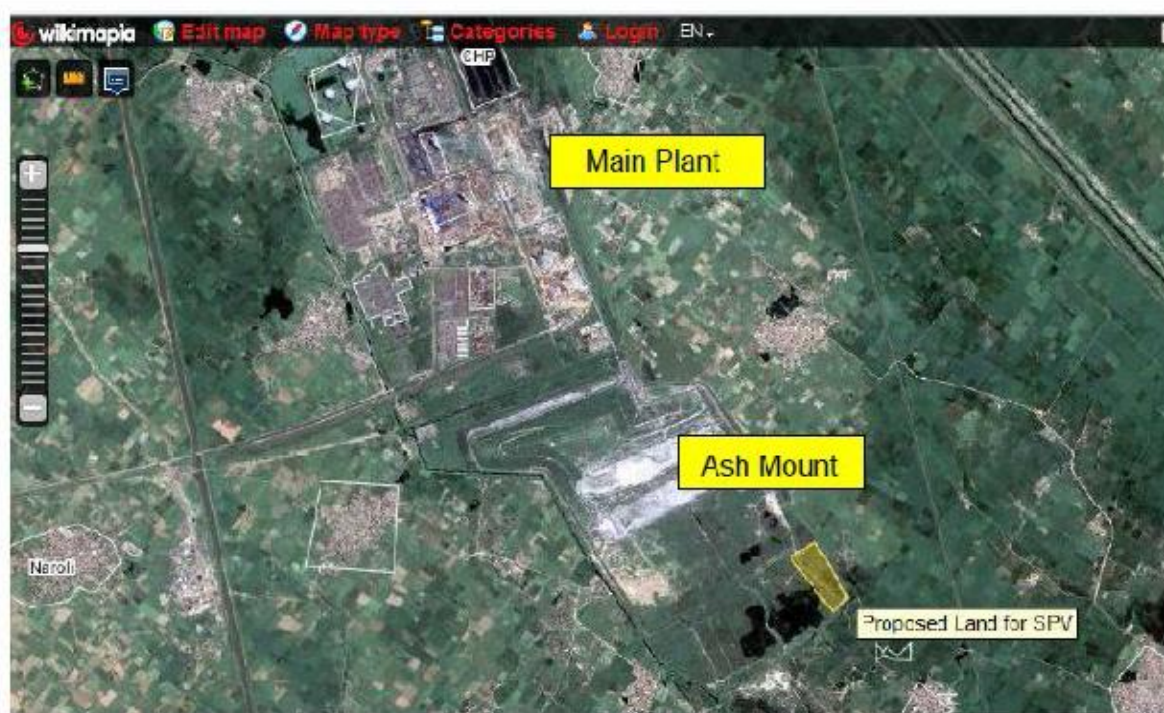 wikimapia Edit map Map type Categories Login EN
CHP
Main Plant
Ash Mount
Naroli
Proposed Land for SPV